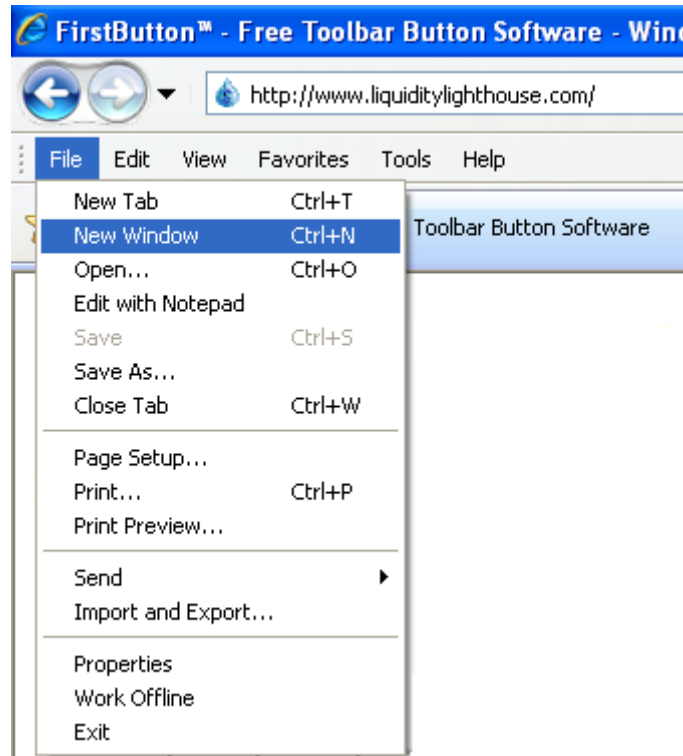 FirstButton™ - Free Toolbar Button Software - Win
http://www.liquiditylighthouse.com/
File Edit View Favorites Tools Help
New Tab Ctrl+T
New Window Ctrl+N
Toolbar Button Software
Open... Ctrl+O
Edit with Notepad
Save Ctrl+S
Save As...
Close Tab Ctrl+W
Page Setup...
Print... Ctrl+P
Print Preview...
Send
Import and Export...
Properties
Work Offline
Exit